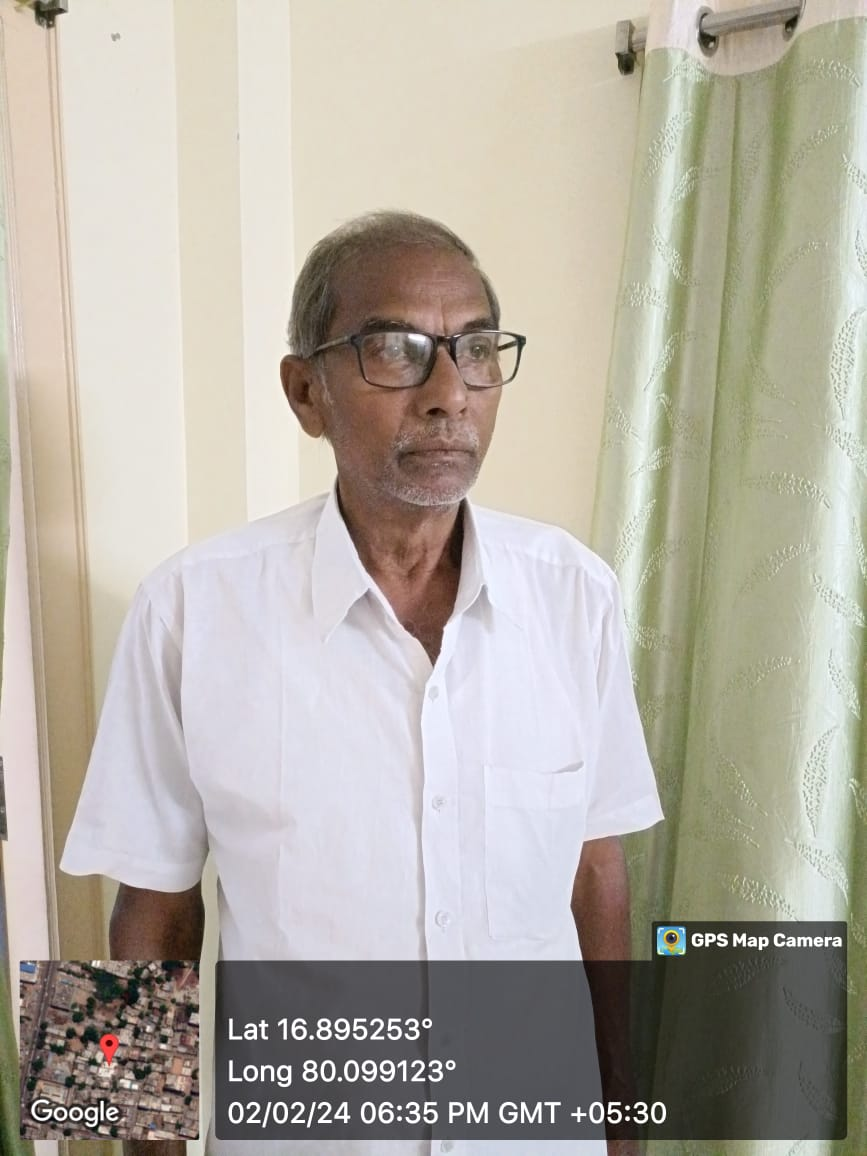 GPS Map Camera
Lat 16.895253°
Long 80.099123°
02/02/24 06:35 PM GMT +05:30
Google